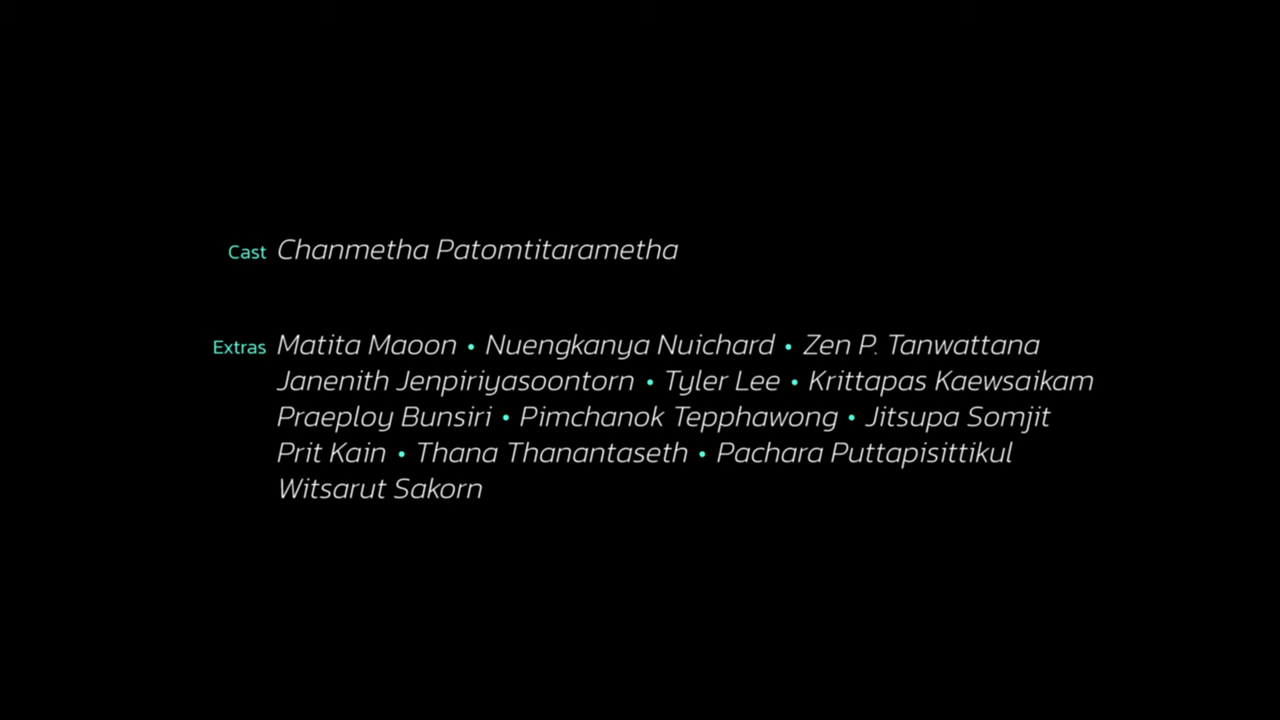 Cast Chanmetha Patomtitarametha
Extras Matita Maoon • Nuengkanya Nuichard • Zen P. Tanwattana
Janenith Jenpiriyasoontorn • Tyler Lee • Krittapas Kaewsaikam
Praeploy Bunsiri • Pimchanok Tepphawong • Jitsupa Somjit
Prit Kain • Thana Thanantaseth • Pachara Puttapisittikul
Witsarut Sakorn